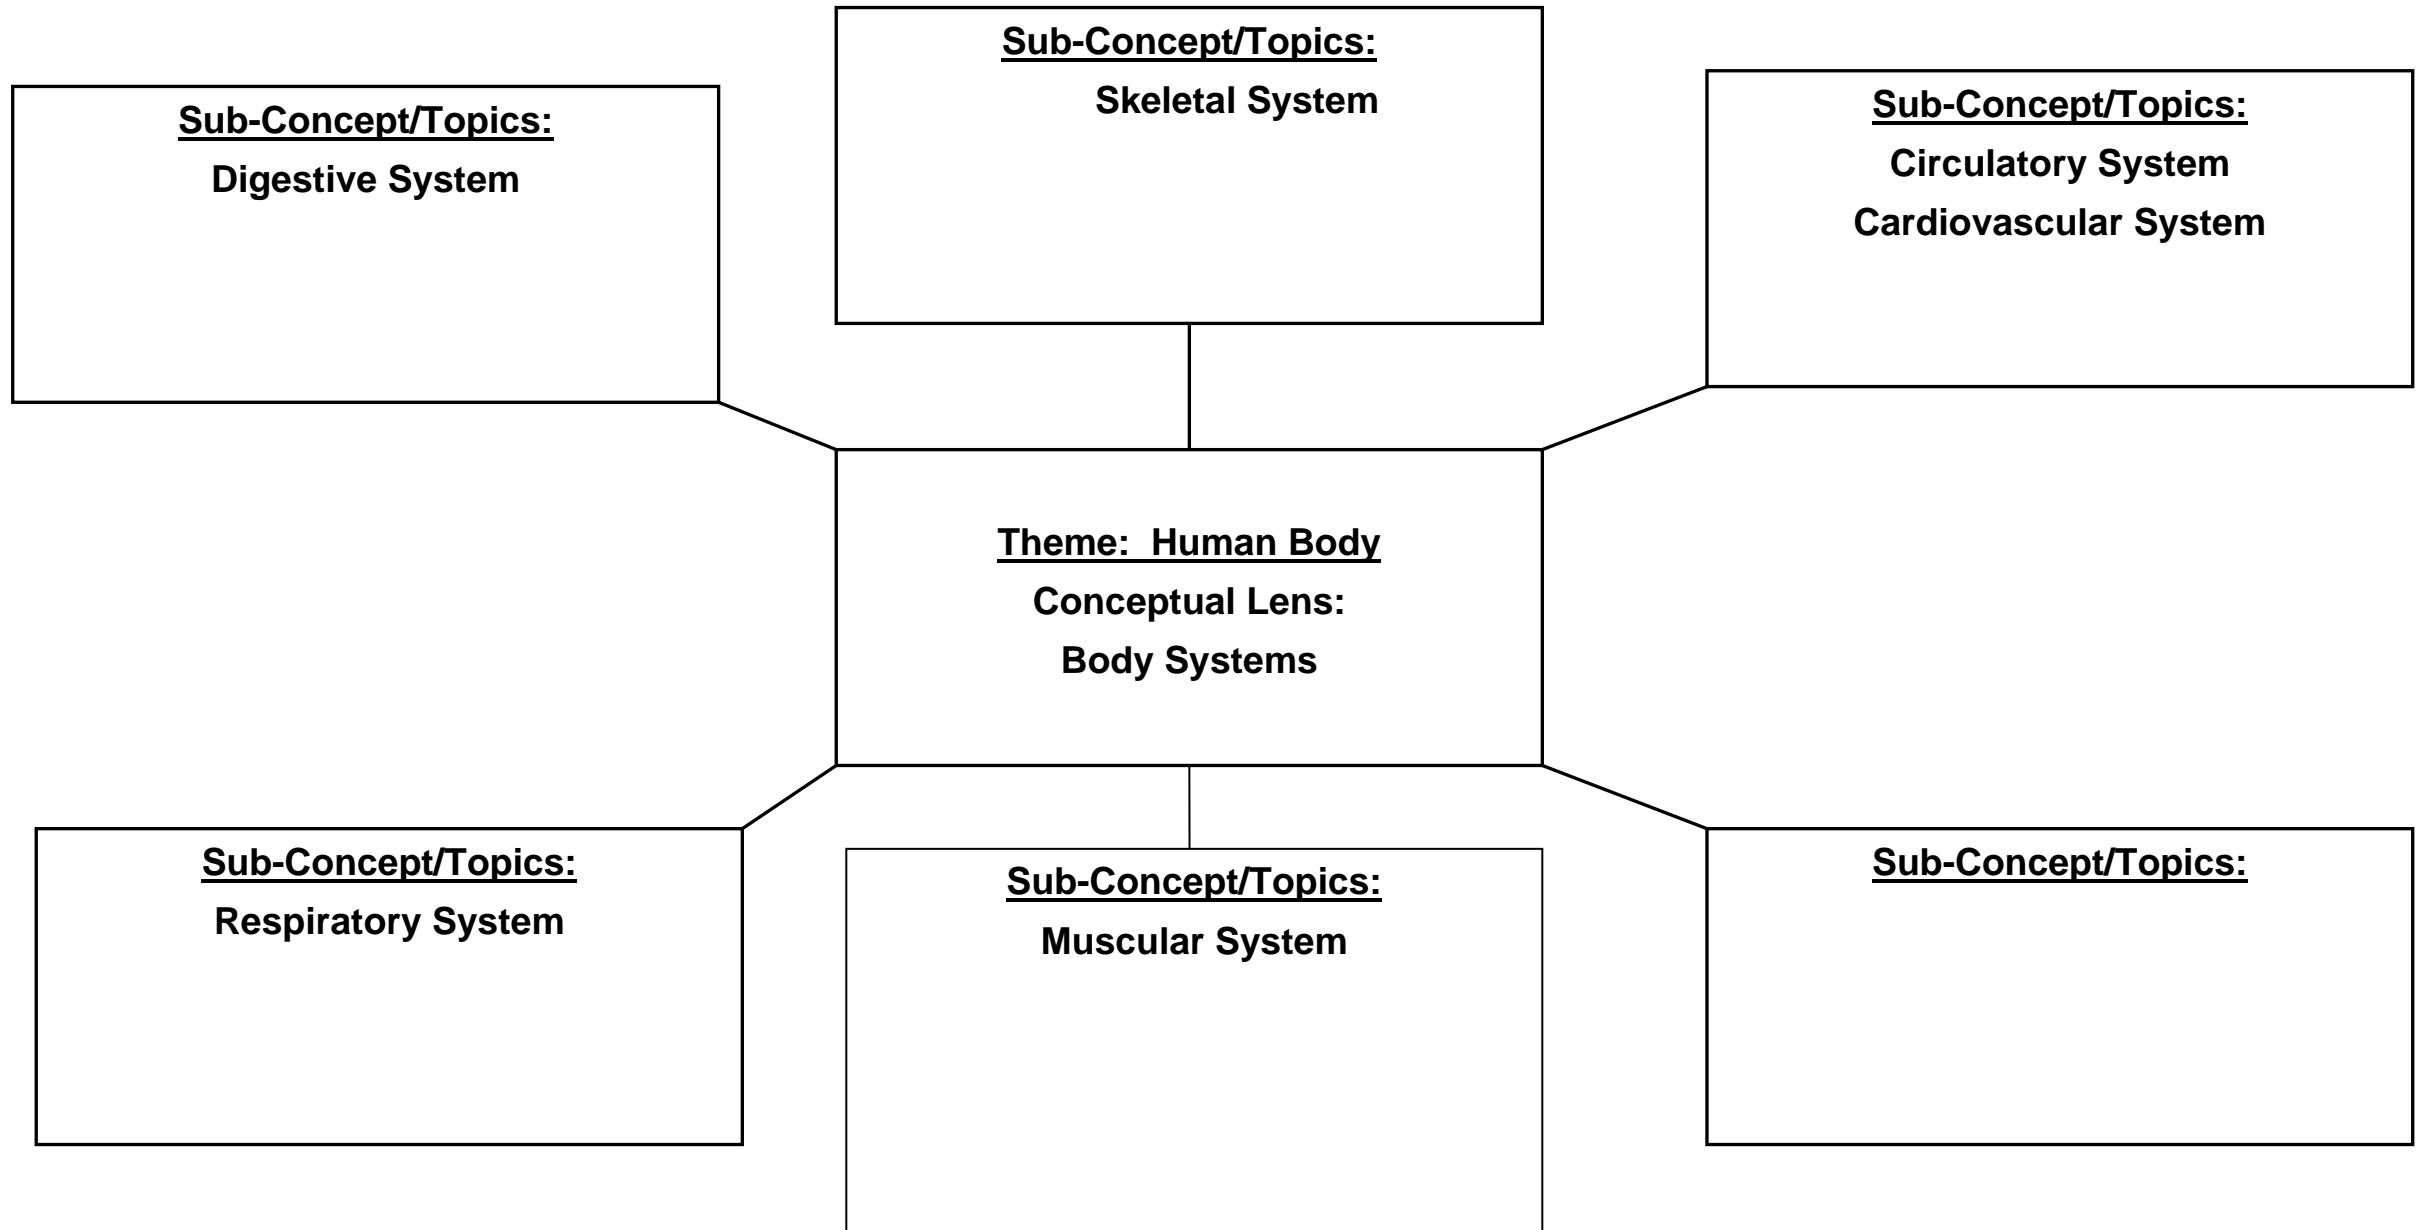 Sub-Concept/Topics:
Skeletal System
Sub-Concept/Topics:
Digestive System
Sub-Concept/Topics:
Circulatory System
Cardiovascular System
Theme: Human Body
Conceptual Lens:
Body Systems
Sub-Concept/Topics:
Respiratory System
Sub-Concept/Topics:
Muscular System
Sub-Concept/Topics: